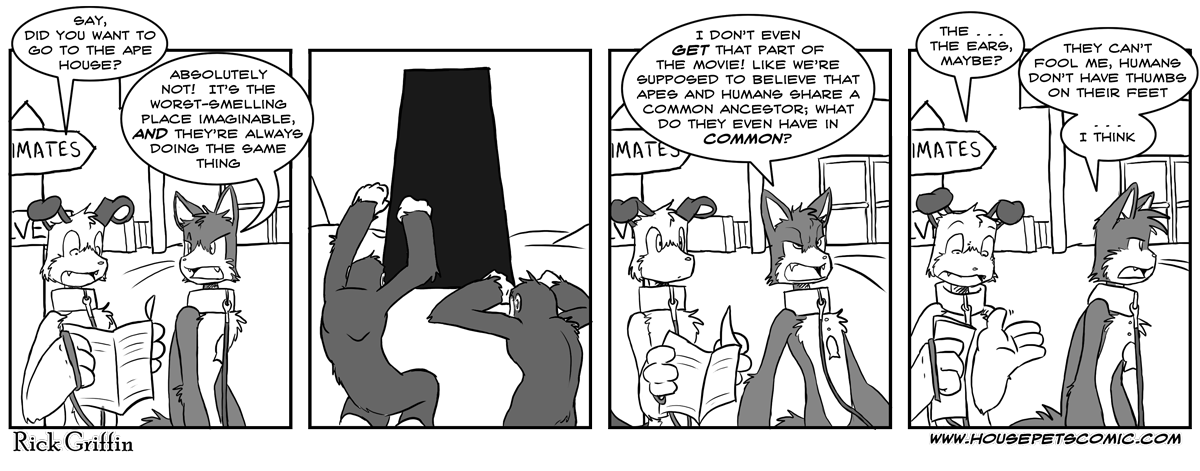 SAY,
DID YOU WANT TO
GO TO THE APE
HOUSE?
ABSOLUTELY
NOT! IT'S THE
WORST-SMELLING
PLACE IMAGINABLE,
AND THEY'RE ALWAYS
DOING THE SAME
THING
IMATES
VE
I DON'T EVEN
GET THAT PART OF
THE MOVIE! LIKE WE'RE
SUPPOSED TO BELIEVE THAT
APES AND HUMANS SHARE A
COMMON ANCESTOR; WHAT
DO THEY EVEN HAVE IN
COMMON?
IMATES
THE . . .
THE EARS,
MAYBE?
THEY CAN'T
FOOL ME, HUMANS
DON'T HAVE THUMBS
ON THEIR FEET
. . .
I THINK
IMATES
Rick Griffin
WWW.HOUSEPETSCOMIC.COM